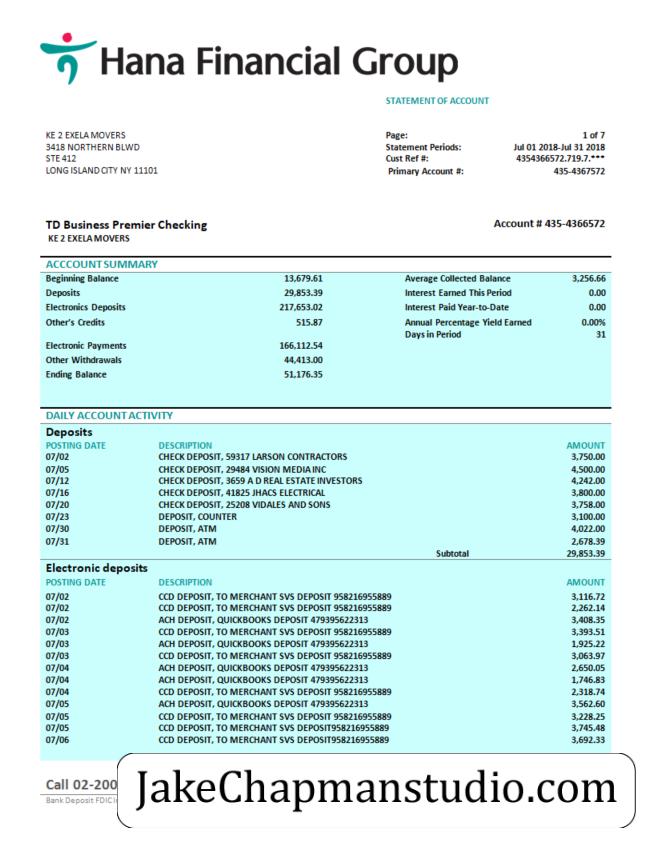 Hana Financial Group
STATEMENT OF ACCOUNT
KE 2 EXELA MOVERS
3418 NORTHERN BLWD
STE 412
LONG ISLAND CITY NY 11101
Page: 1 of 7
Statement Periods: Jul 01 2018-Jul 31 2018
Cust Ref #: 4354366572.719.7.***
Primary Account #: 435-4367572
TD Business Premier Checking
KE 2 EXELA MOVERS
Account # 435-4366572
ACCCOUNT SUMMARY
Beginning Balance 13,679.61 Average Collected Balance 3,256.66
Deposits 29,853.39 Interest Earned This Period 0.00
Electronics Deposits 217,653.02 Interest Paid Year-to-Date 0.00
Other's Credits 515.87 Annual Percentage Yield Earned 0.00%
Days in Period 31
Electronic Payments 166,112.54
Other Withdrawals 44,413.00
Ending Balance 51,176.35
DAILY ACCOUNT ACTIVITY
Deposits
POSTING DATE DESCRIPTION AMOUNT
07/02 CHECK DEPOSIT, 59317 LARSON CONTRACTORS 3,750.00
07/05 CHECK DEPOSIT, 29484 VISION MEDIA INC 4,500.00
07/12 CHECK DEPOSIT, 3659 A D REAL ESTATE INVESTORS 4,242.00
07/16 CHECK DEPOSIT, 41825 JHACS ELECTRICAL 3,800.00
07/20 CHECK DEPOSIT, 25208 VIDALES AND SONS 3,758.00
07/23 DEPOSIT, COUNTER 3,100.00
07/30 DEPOSIT, ATM 4,022.00
07/31 DEPOSIT, ATM 2,678.39
Subtotal 29,853.39
Electronic deposits
POSTING DATE DESCRIPTION AMOUNT
07/02 CCD DEPOSIT, TO MERCHANT SVS DEPOSIT 958216955889 3,116.72
07/02 CCD DEPOSIT, TO MERCHANT SVS DEPOSIT 958216955889 2,262.14
07/02 ACH DEPOSIT, QUICKBOOKS DEPOSIT 479395622313 3,408.35
07/03 CCD DEPOSIT, TO MERCHANT SVS DEPOSIT 958216955889 3,393.51
07/03 ACH DEPOSIT, QUICKBOOKS DEPOSIT 479395622313 1,925.22
07/03 CCD DEPOSIT, TO MERCHANT SVS DEPOSIT 958216955889 3,063.97
07/04 ACH DEPOSIT, QUICKBOOKS DEPOSIT 479395622313 2,650.05
07/04 ACH DEPOSIT, QUICKBOOKS DEPOSIT 479395622313 1,746.83
07/04 CCD DEPOSIT, TO MERCHANT SVS DEPOSIT 958216955889 2,318.74
07/05 ACH DEPOSIT, QUICKBOOKS DEPOSIT 479395622313 3,562.60
07/05 CCD DEPOSIT, TO MERCHANT SVS DEPOSIT 958216955889 3,228.25
07/05 CCD DEPOSIT, TO MERCHANT SVS DEPOSIT958216955889 3,745.48
07/06 CCD DEPOSIT, TO MERCHANT SVS DEPOSIT958216955889 3,692.33
Call 02-200
Bank Deposit FDIC
JakeChapmanstudio.com